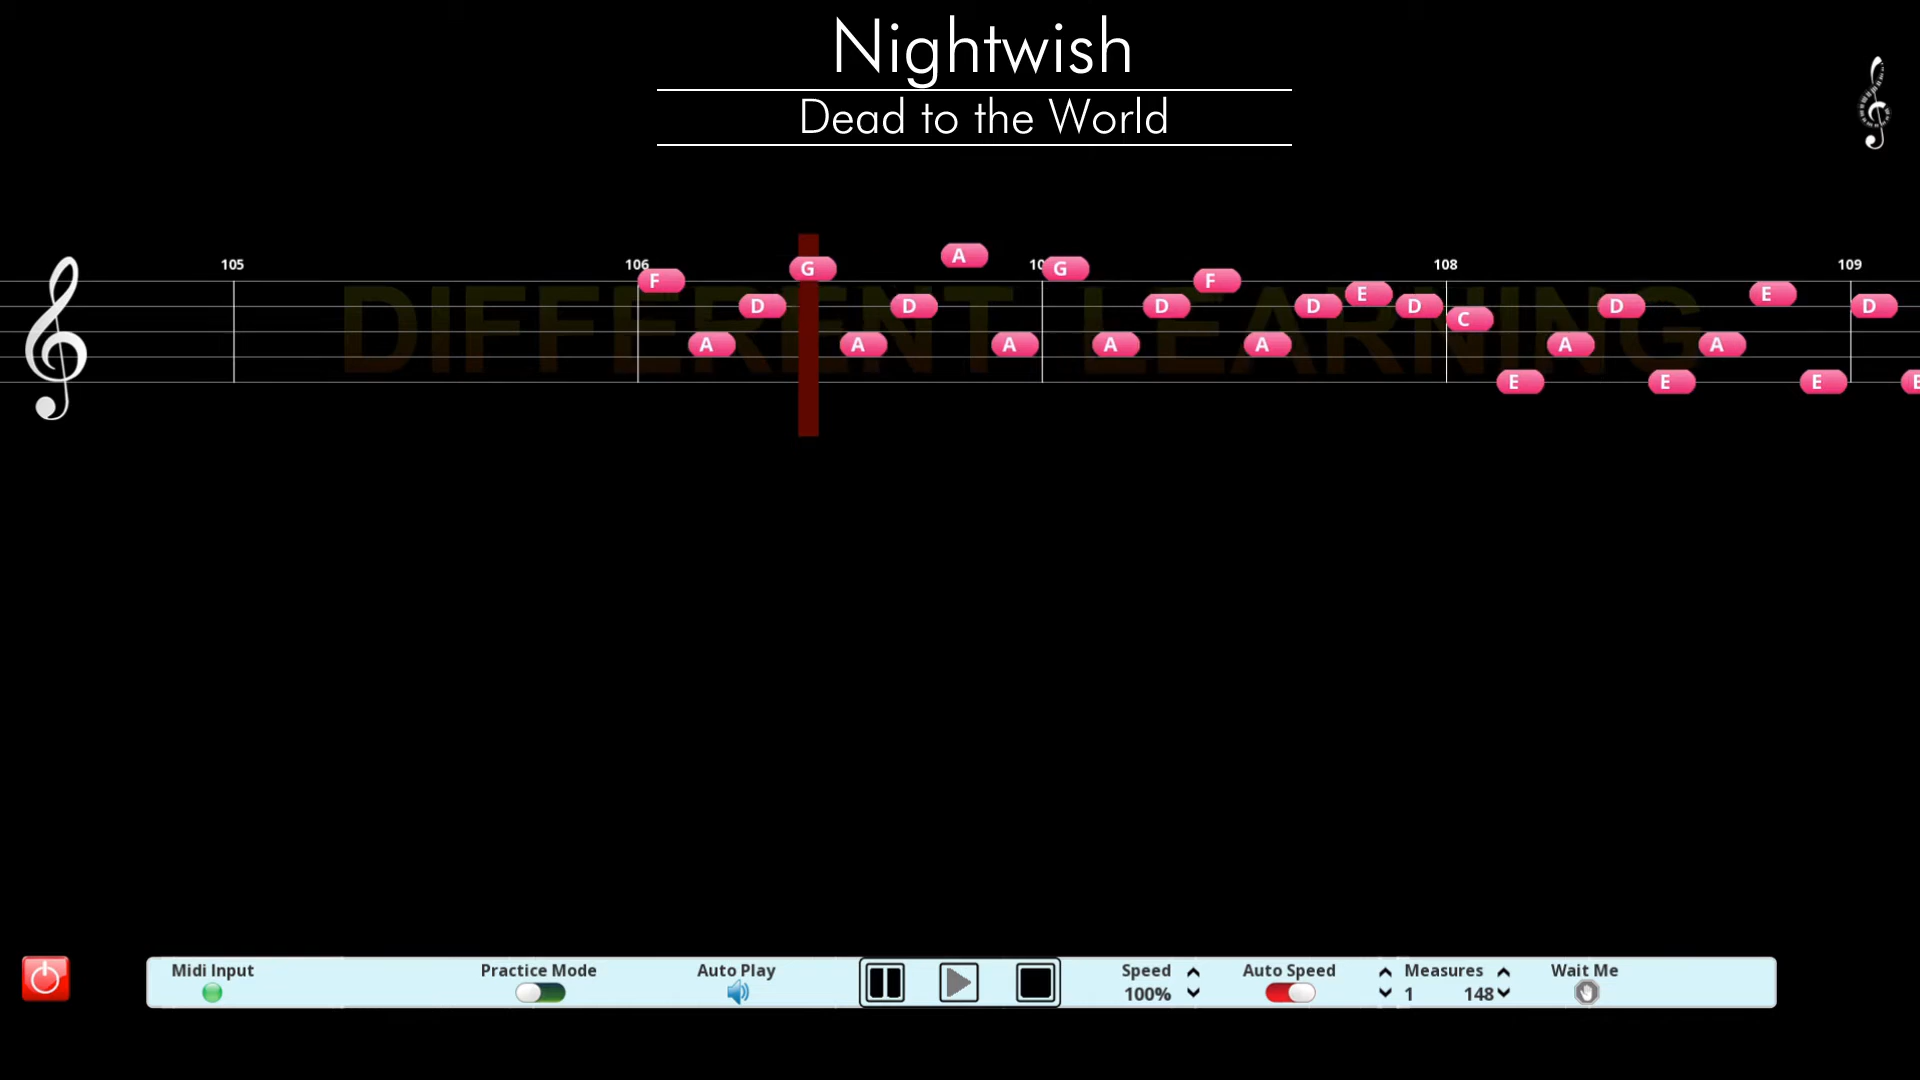 Nightwish
Dead to the World
105 106 10 108 109
DIFFERENT LEARNING
A
F G G F E E
D D D D D D D
C
A A A A A A A
E E E E
Midi Input Practice Mode Auto Play Speed Auto Speed Measures Wait Me
100% 1 148